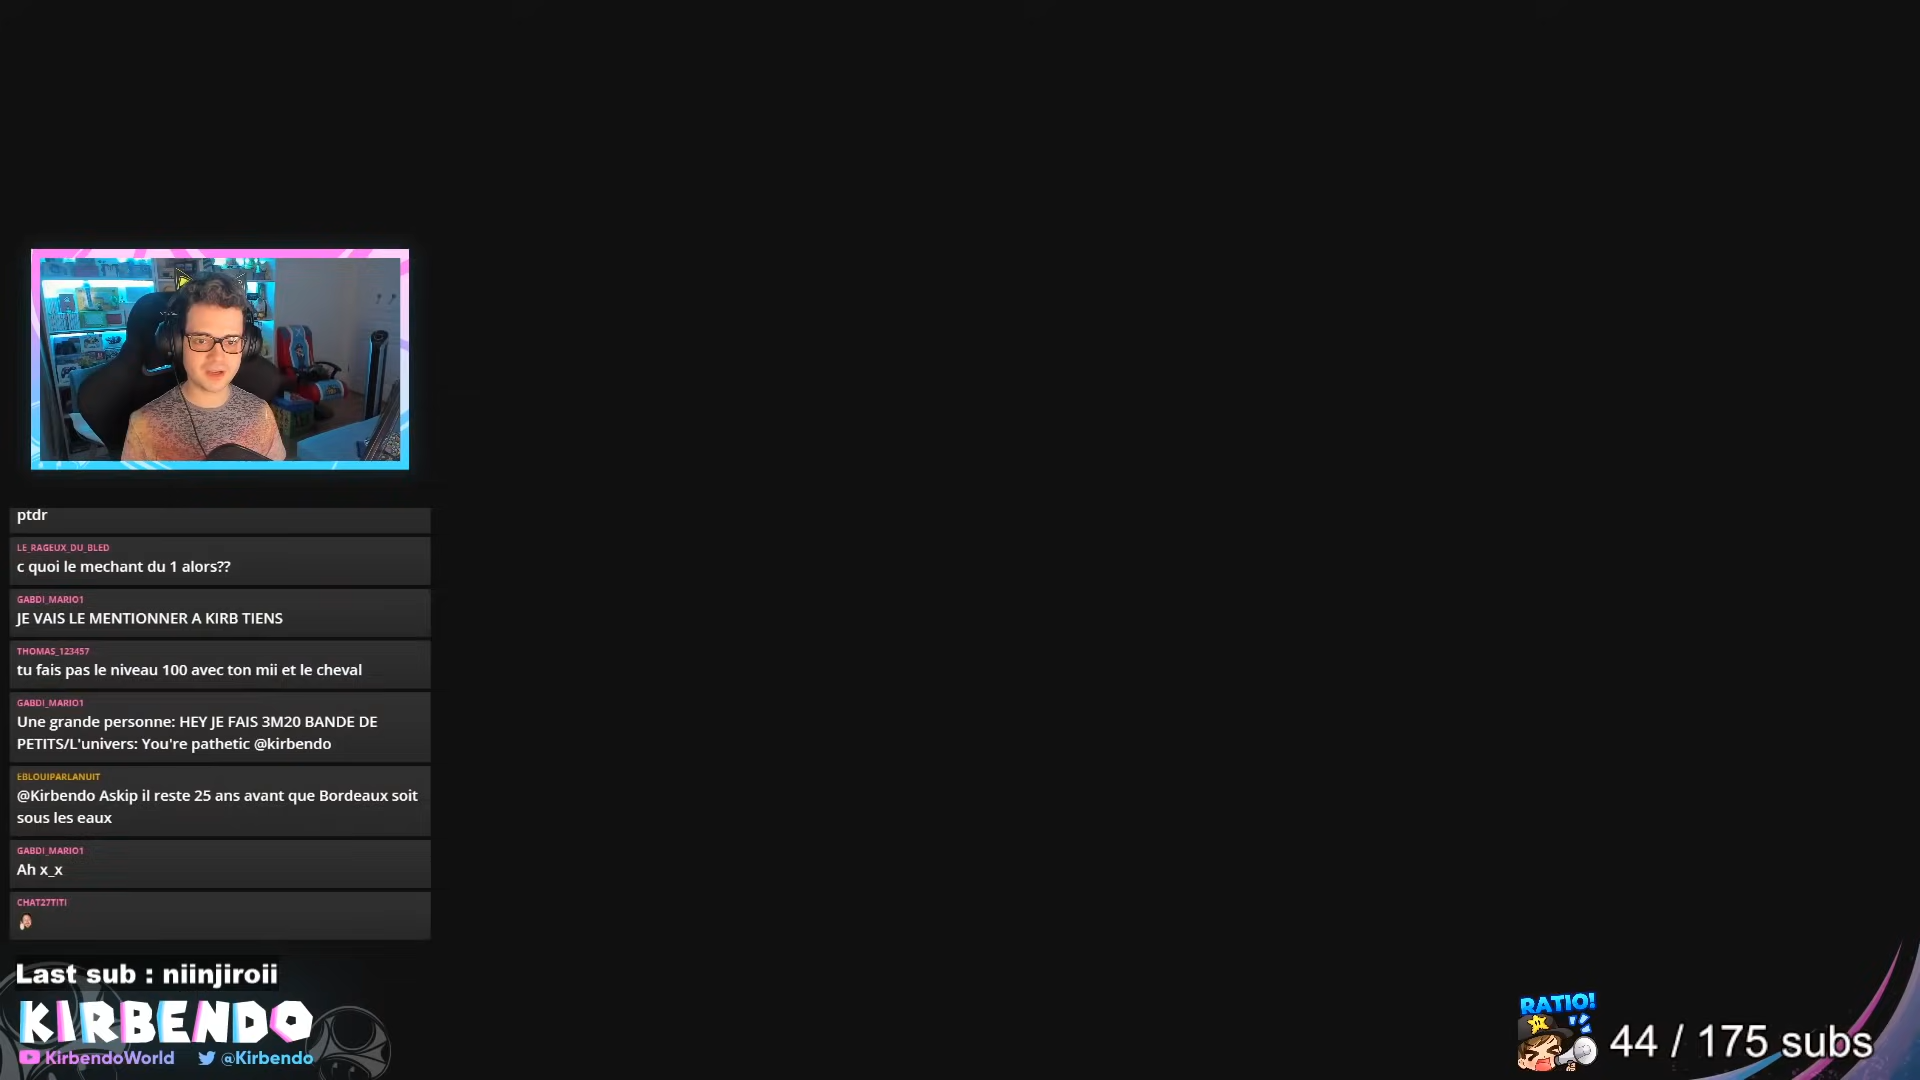 ptdr
LE_RAGEUX_DU_BLED
c quoi le mechant du 1 alors??
GABDI_MARIO1
JE VAIS LE MENTIONNER A KIRB TIENS
THOMAS_123457
tu fais pas le niveau 100 avec ton mii et le cheval
GABDI_MARIO1
Une grande personne: HEY JE FAIS 3M20 BANDE DE
PETITS/L'univers: You're pathetic @kirbendo
EBLOUIPARLANUIT
@Kirbendo Askip il reste 25 ans avant que Bordeaux soit
sous les eaux
GABDI_MARIO1
Ah x_x
CHAT27TITI
Last sub : niinjiroii
KIRBENDO
KirbendoWorld @Kirbendo
RATIO!
44 / 175 subs